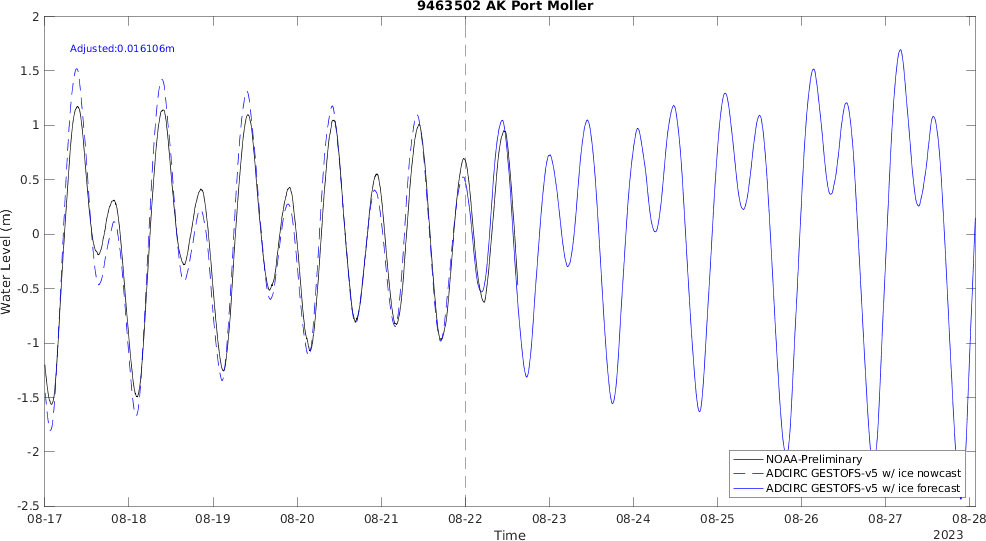 9463502 AK Port Moller
Adjusted:0.016106m
2
1.5
1
0.5
0
-0.5
-1
-1.5
-2
-2.5
Water Level (m)
NOAA-Preliminary
ADCIRC GESTOFS-v5 w/ ice nowcast
ADCIRC GESTOFS-v5 w/ ice forecast
08-17 08-18 08-19 08-20 08-21 08-22 08-23 08-24 08-25 08-26 08-27 08-28
Time
2023